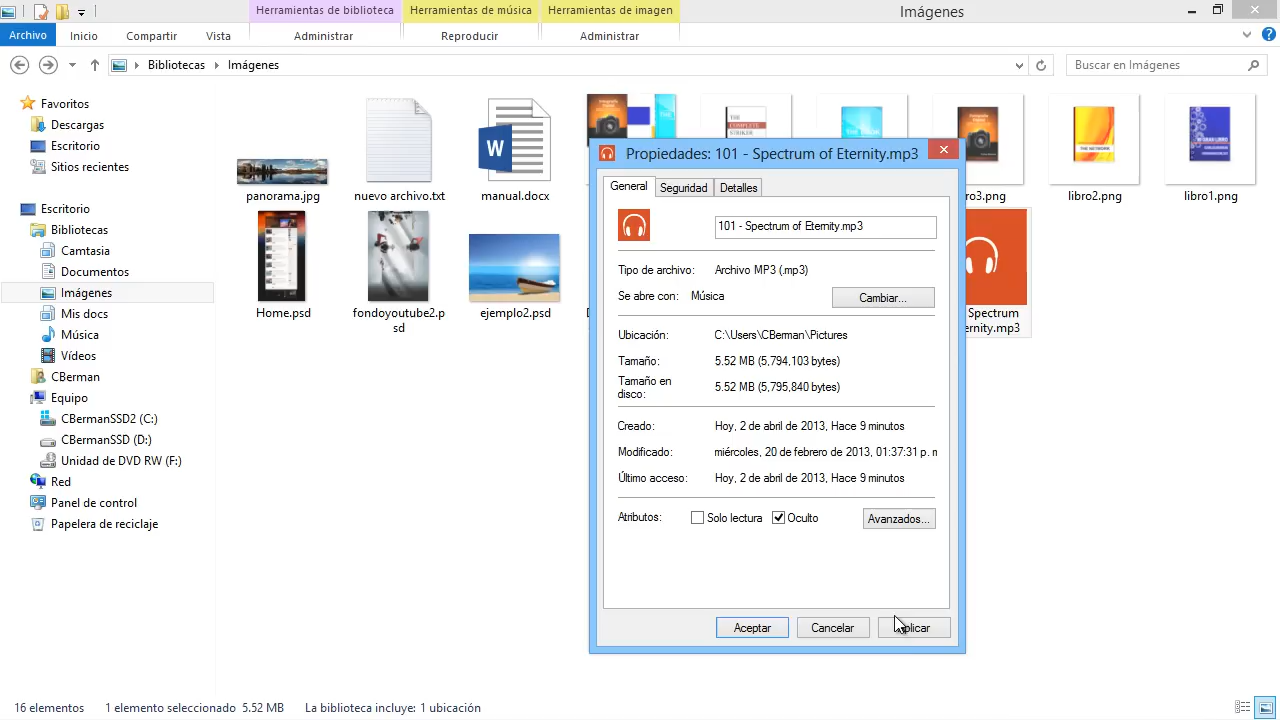 Herramientas de biblioteca
Herramientas de música
Herramientas de imagen
Imágenes
Archivo
Inicio
Compartir
Vista
Administrar
Reproducir
Administrar
Bibliotecas
Imágenes
Buscar en Imágenes
Favoritos
Descargas
Escritorio
Sitios recientes
Escritorio
Bibliotecas
Camtasia
Documentos
Imágenes
Mis docs
Música
Vídeos
CBerman
Equipo
CBermanSSD2 (C:)
CBermanSSD (D:)
Unidad de DVD RW (F:)
Red
Panel de control
Papelera de reciclaje
panorama.jpg
nuevo archivo.txt
W
manual.docx
THE COMPLETE
libro2.png
libro1.png
Home.psd
fondoyoutube2.p
sd
ejemplo2.psd
Spectrum
ernity.mp3
Propiedades: 101 - Spectrum of Eternity.mp3
General
Seguridad
Detalles
101 - Spectrum of Eternity.mp3
Tipo de archivo:
Archivo MP3 (.mp3)
Se abre con:
Música
Cambiar...
Ubicación:
C:\Users\CBerman\Pictures
Tamaño:
5.52 MB (5,794,103 bytes)
Tamaño en
disco:
5.52 MB (5,795,840 bytes)
Creado:
Hoy, 2 de abril de 2013, Hace 9 minutos
Modificado:
miércoles, 20 de febrero de 2013, 01:37:31 p. m
Último acceso:
Hoy, 2 de abril de 2013, Hace 9 minutos
Atributos:
Solo lectura
Oculto
Avanzados...
Aceptar
Cancelar
plicar
16 elementos
1 elemento seleccionado 5.52 MB
La biblioteca incluye: 1 ubicación